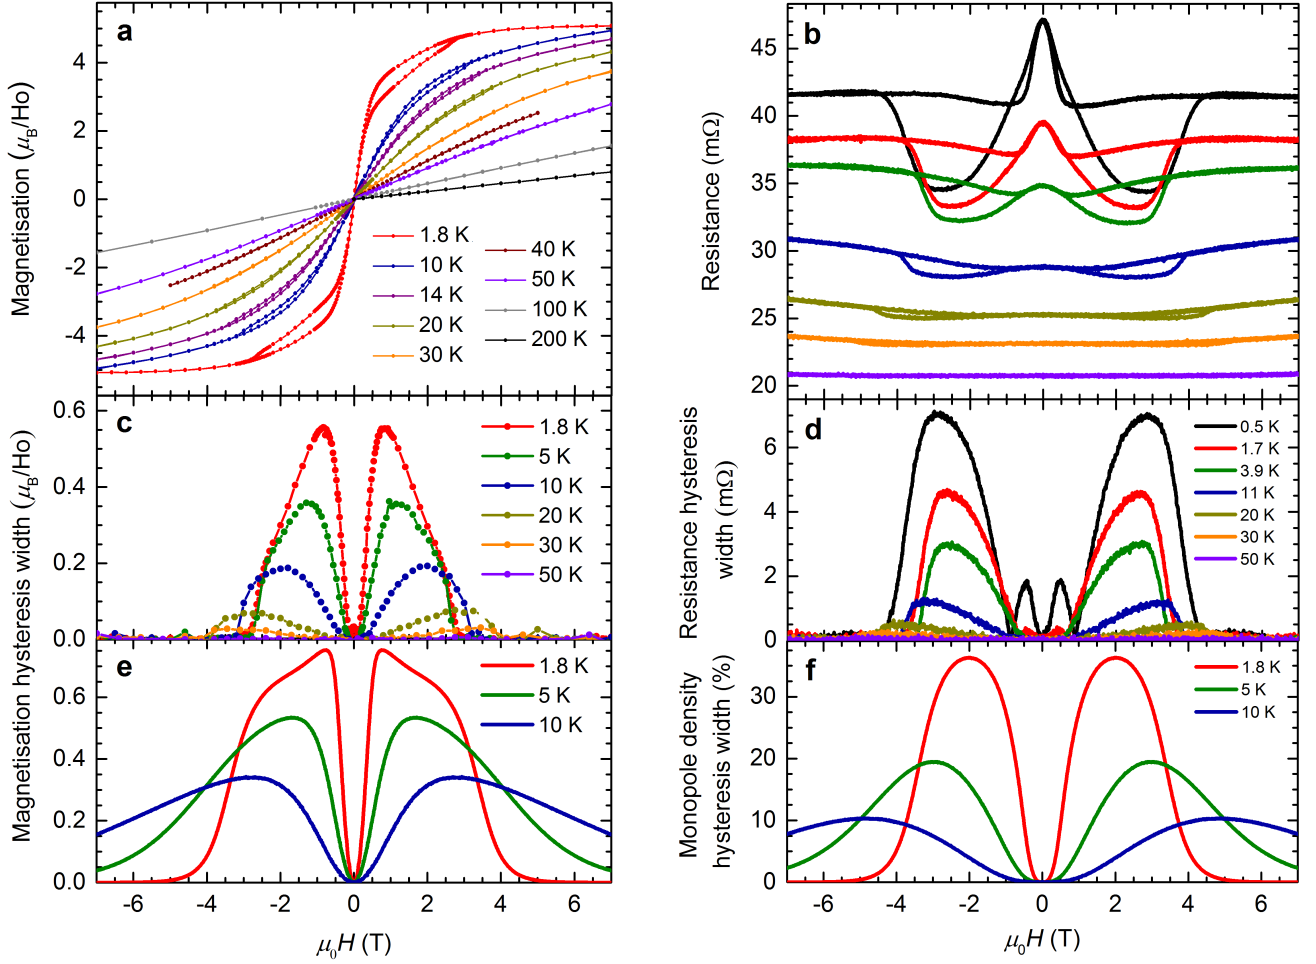 a
Magnetisation (μB/Ho)
4
2
0
-2
-4
1.8 K
10 K
14 K
20 K
30 K
40 K
50 K
100 K
200 K
b
Resistance (mΩ)
45
40
35
30
25
20
c
Magnetisation hysteresis width (μB/Ho)
0.6
0.4
0.2
0.0
1.8 K
5 K
10 K
20 K
30 K
50 K
d
Resistance hysteresis
width (mΩ)
6
4
2
0
0.5 K
1.7 K
3.9 K
11 K
20 K
30 K
50 K
e
0.6
0.4
0.2
0.0
1.8 K
5 K
10 K
-6
-4
-2
0
2
4
6
μ0H (T)
f
Monopole density
hysteresis width (%)
30
20
10
0
1.8 K
5 K
10 K
-6
-4
-2
0
2
4
6
μ0H (T)